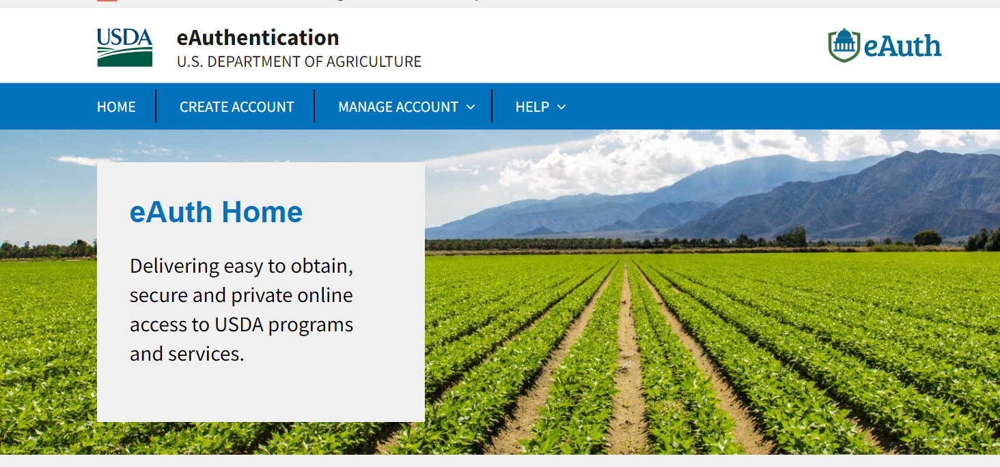 USDA
eAuthentication
U.S. DEPARTMENT OF AGRICULTURE
eAuth
HOME
CREATE ACCOUNT
MANAGE ACCOUNT
HELP
eAuth Home
Delivering easy to obtain,
secure and private online
access to USDA programs
and services.